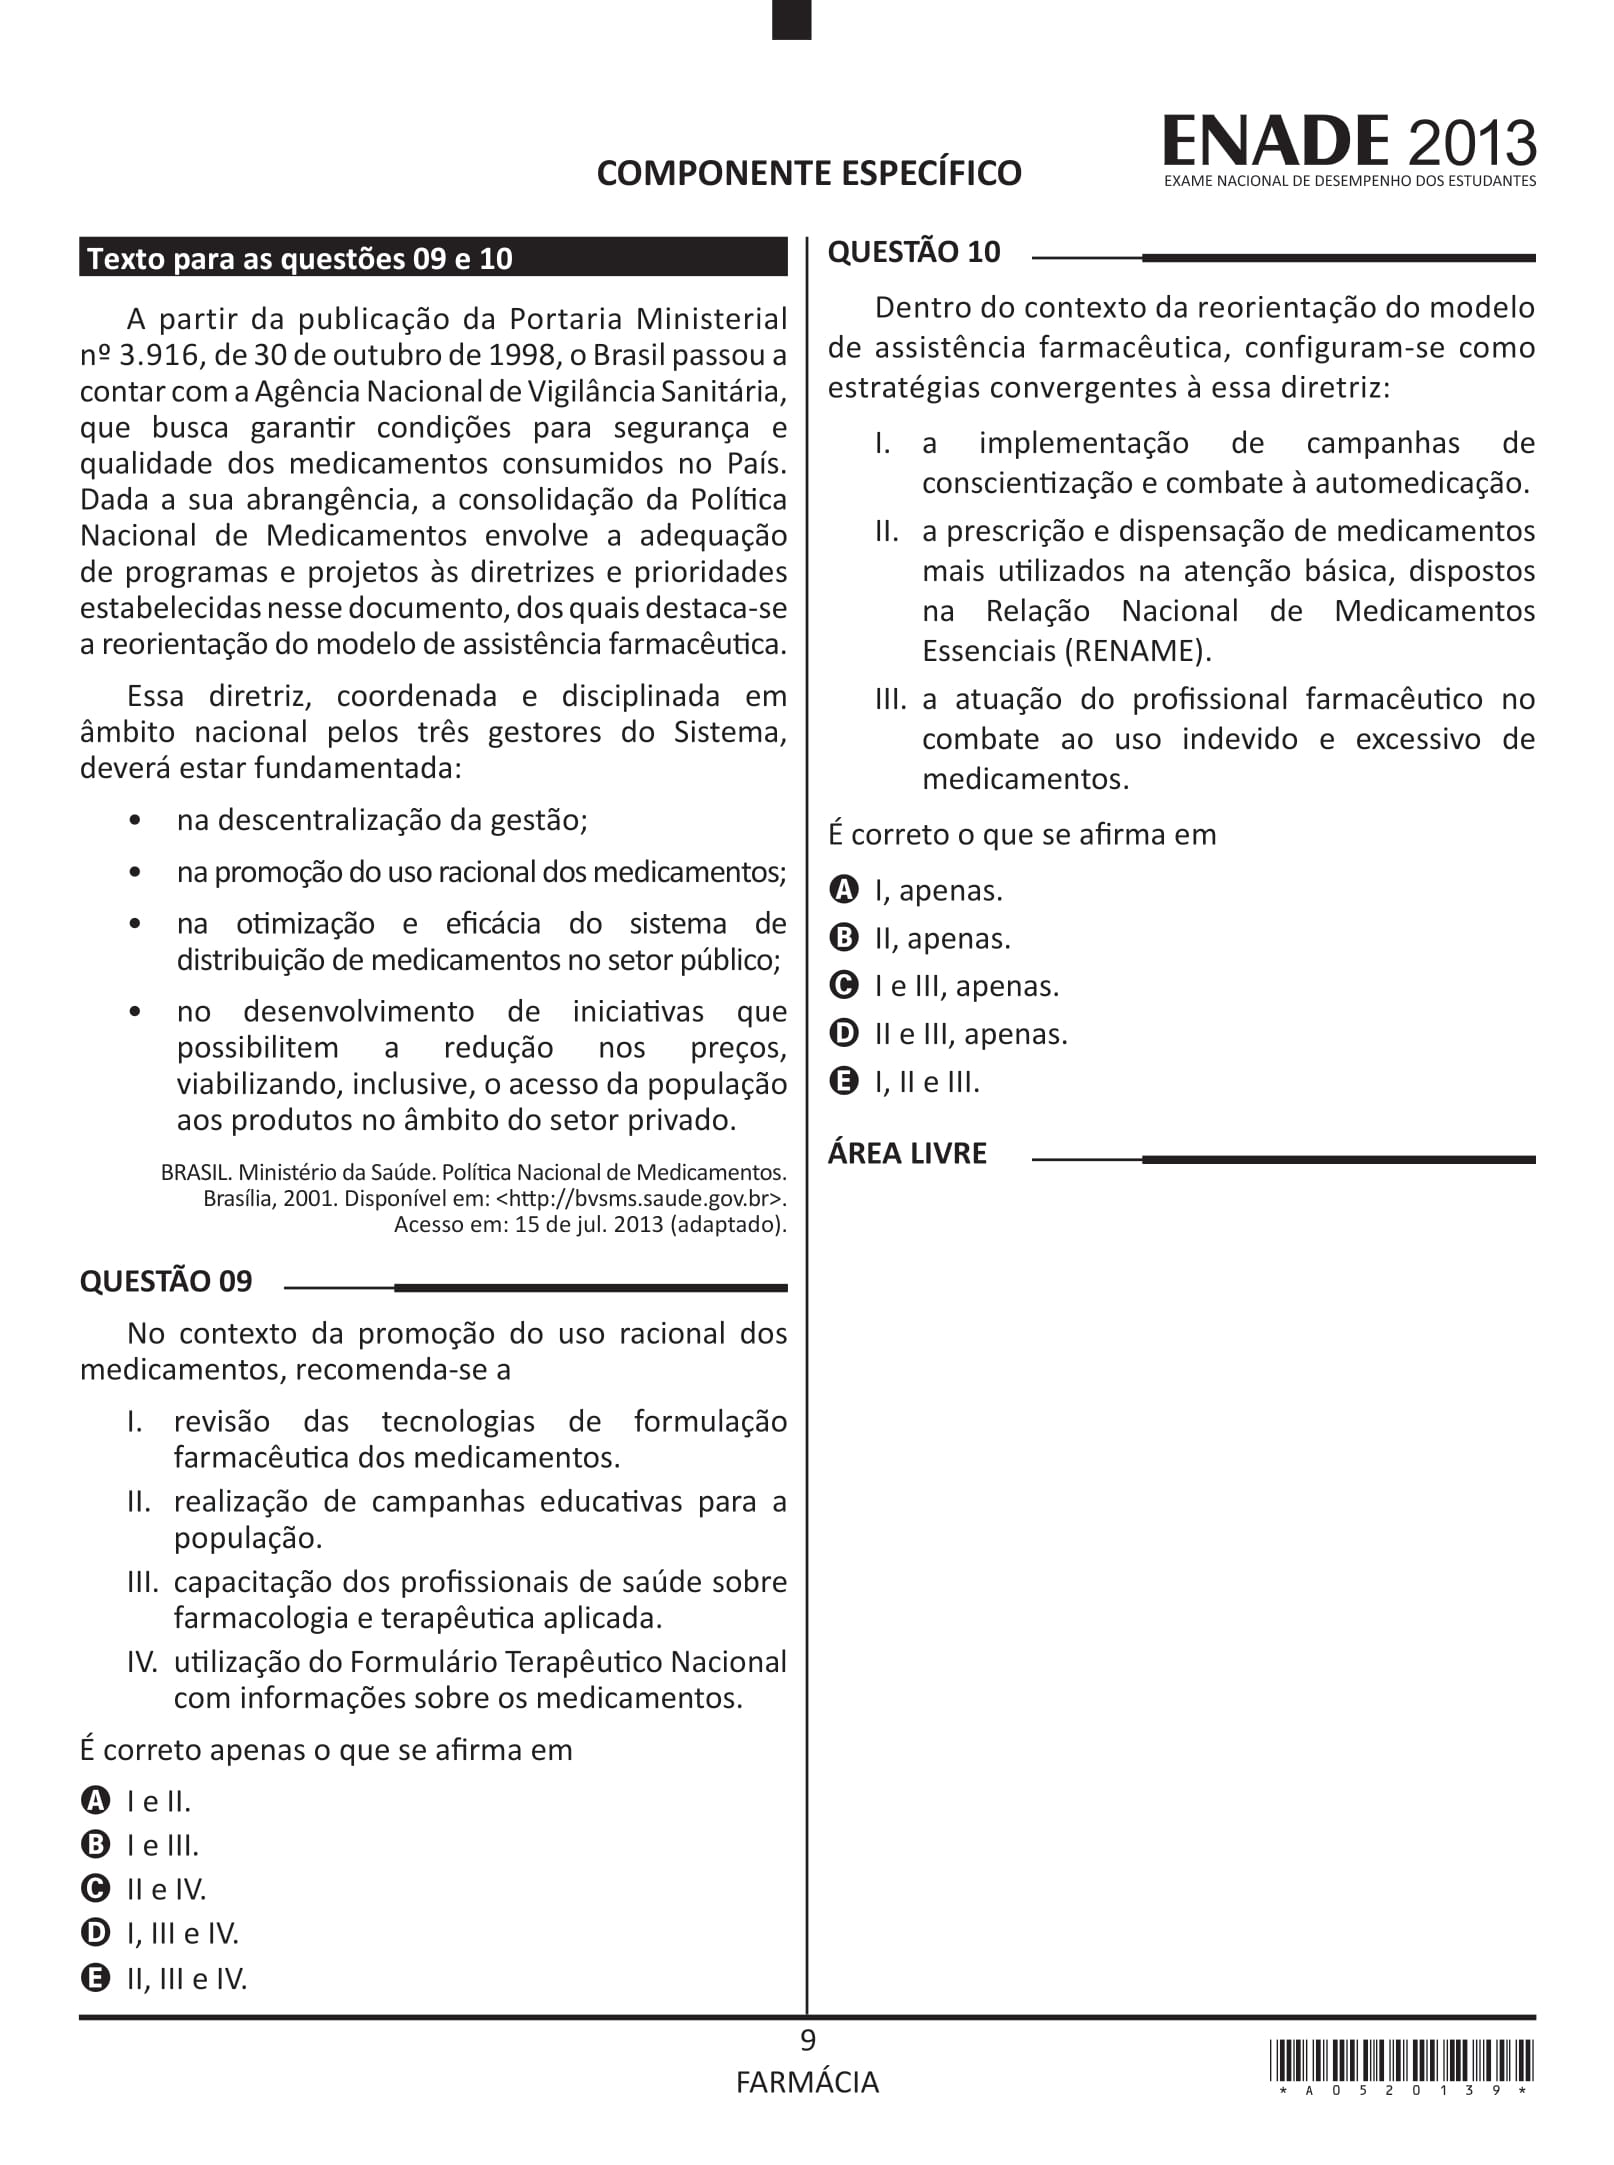 ENADE 2013
EXAME NACIONAL DE DESEMPENHO DOS ESTUDANTES
COMPONENTE ESPECÍFICO
Texto para as questões 09 e 10
A partir da publicação da Portaria Ministerial
nº 3.916, de 30 de outubro de 1998, o Brasil passou a
contar com a Agência Nacional de Vigilância Sanitária,
que busca garantir condições para segurança e
qualidade dos medicamentos consumidos no País.
Dada a sua abrangência, a consolidação da Política
Nacional de Medicamentos envolve a adequação
de programas e projetos às diretrizes e prioridades
estabelecidas nesse documento, dos quais destaca-se
a reorientação do modelo de assistência farmacêutica.
Essa diretriz, coordenada e disciplinada em
âmbito nacional pelos três gestores do Sistema,
deverá estar fundamentada:
• na descentralização da gestão;
• na promoção do uso racional dos medicamentos;
• na otimização e eficácia do sistema de
distribuição de medicamentos no setor público;
• no desenvolvimento de iniciativas que
possibilitem a redução nos preços,
viabilizando, inclusive, o acesso da população
aos produtos no âmbito do setor privado.
BRASIL. Ministério da Saúde. Política Nacional de Medicamentos.
Brasília, 2001. Disponível em: <http://bvsms.saude.gov.br>.
Acesso em: 15 de jul. 2013 (adaptado).
QUESTÃO 09
No contexto da promoção do uso racional dos
medicamentos, recomenda-se a
I. revisão das tecnologias de formulação
farmacêutica dos medicamentos.
II. realização de campanhas educativas para a
população.
III. capacitação dos profissionais de saúde sobre
farmacologia e terapêutica aplicada.
IV. utilização do Formulário Terapêutico Nacional
com informações sobre os medicamentos.
É correto apenas o que se afirma em
A I e II.
B I e III.
C II e IV.
D I, III e IV.
E II, III e IV.
QUESTÃO 10
Dentro do contexto da reorientação do modelo
de assistência farmacêutica, configuram-se como
estratégias convergentes à essa diretriz:
I. a implementação de campanhas de
conscientização e combate à automedicação.
II. a prescrição e dispensação de medicamentos
mais utilizados na atenção básica, dispostos
na Relação Nacional de Medicamentos
Essenciais (RENAME).
III. a atuação do profissional farmacêutico no
combate ao uso indevido e excessivo de
medicamentos.
É correto o que se afirma em
A I, apenas.
B II, apenas.
C I e III, apenas.
D II e III, apenas.
E I, II e III.
ÁREA LIVRE
9
FARMÁCIA
* A 0 5 2 0 1 3 9 *